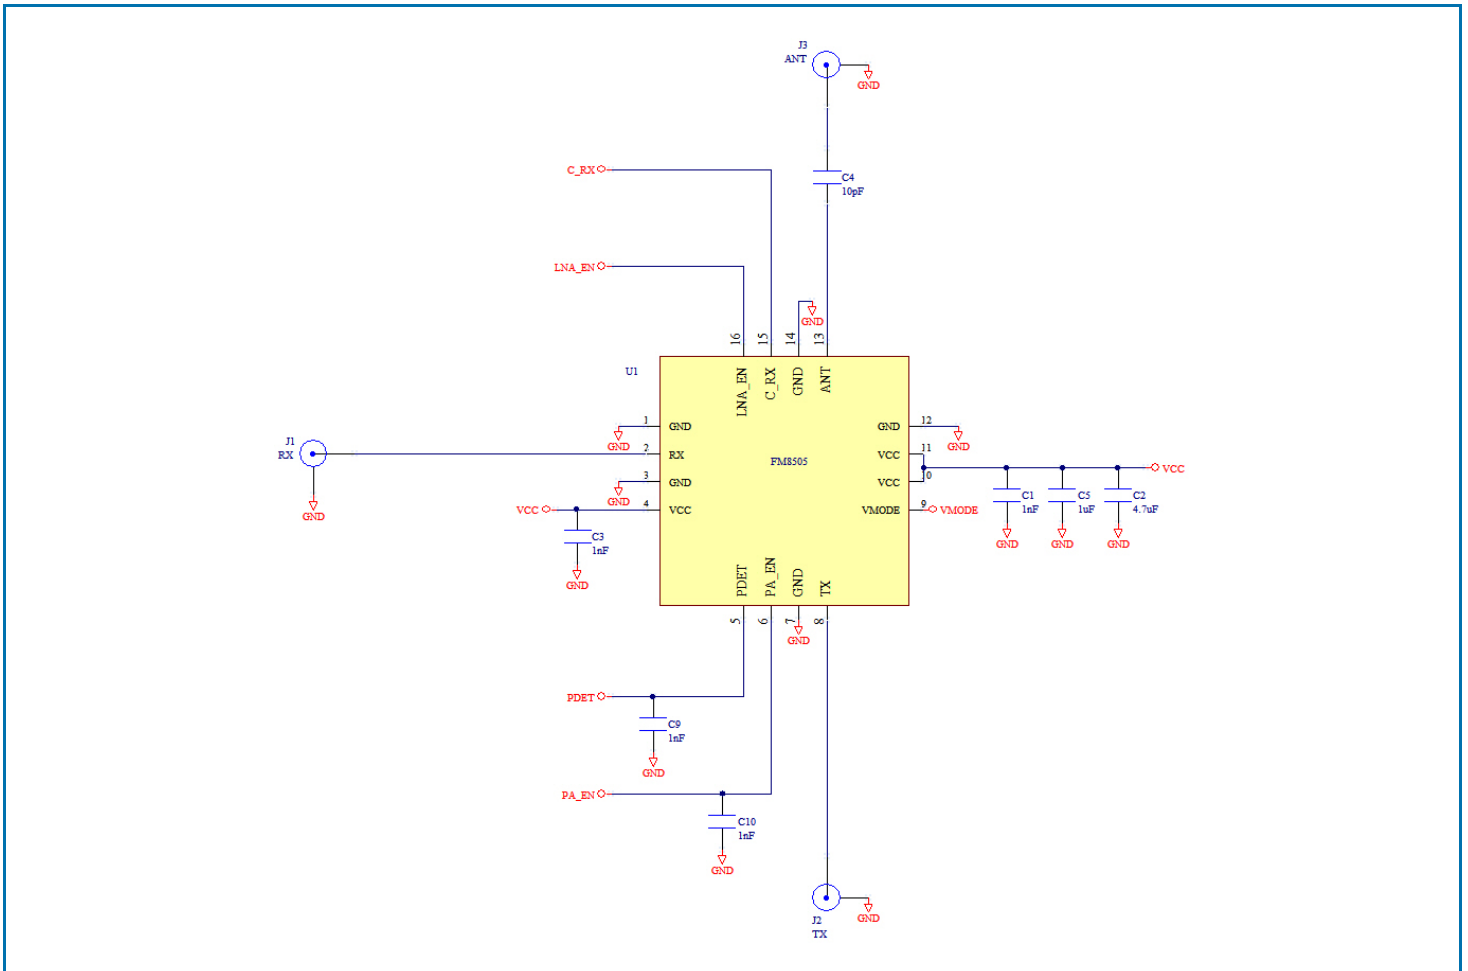 J3
ANT
GND
C_RX
C4
10pF
LNA_EN
GND
16
15
14
13
U1
LNA_EN
C_RX
GND
ANT
1
GND
GND
12
GND
GND
J1
RX
2
RX
FM8505
VCC
11
3
GND
GND
VCC
10
VCC
GND
VCC
4
VCC
VMODE
9
VMODE
C1
1nF
C5
1uF
C2
4.7uF
GND
GND
GND
C3
1nF
GND
PDET
PA_EN
GND
TX
5
6
7
8
GND
PDET
C9
1nF
GND
PA_EN
C10
1nF
GND
J2
TX
GND